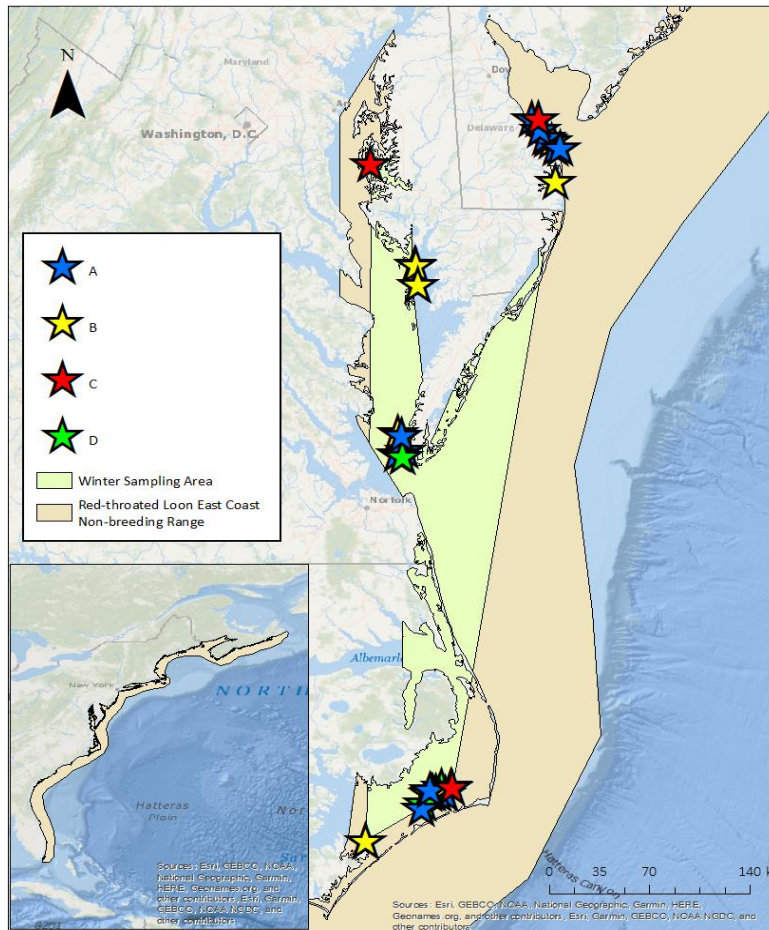 N
Maryland
Washington, D.C.
Delaware
A
B
C
D
Winter Sampling Area
Red-throated Loon East Coast
Non-breeding Range
Norfolk
Albemarle
New York
NORTH
Hatteras
Plain
Sources: Esri, GEBCO, NOAA,
National Geographic, Garmin,
HERE, Geonames.org, and
other contributors, Esri, Garmin,
GEBCO, NOAA NGDC, and
other contributors
Hatteras Canyon
0 35 70 140 k
Sources: Esri, GEBCO, NOAA, National Geographic, Garmin, HERE,
Geonames.org, and other contributors, Esri, Garmin, GEBCO, NOAA NGDC, and
other contributors